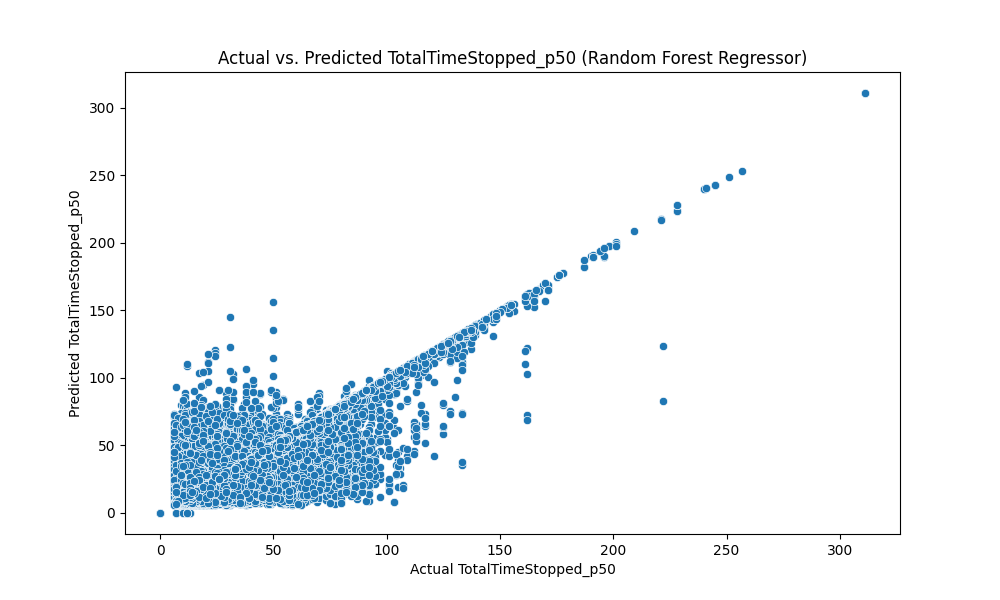 Actual vs. Predicted TotalTimeStopped_p50 (Random Forest Regressor)
300
250
200
150
100
50
0
Predicted TotalTimeStopped_p50
0 50 100 150 200 250 300
Actual TotalTimeStopped_p50